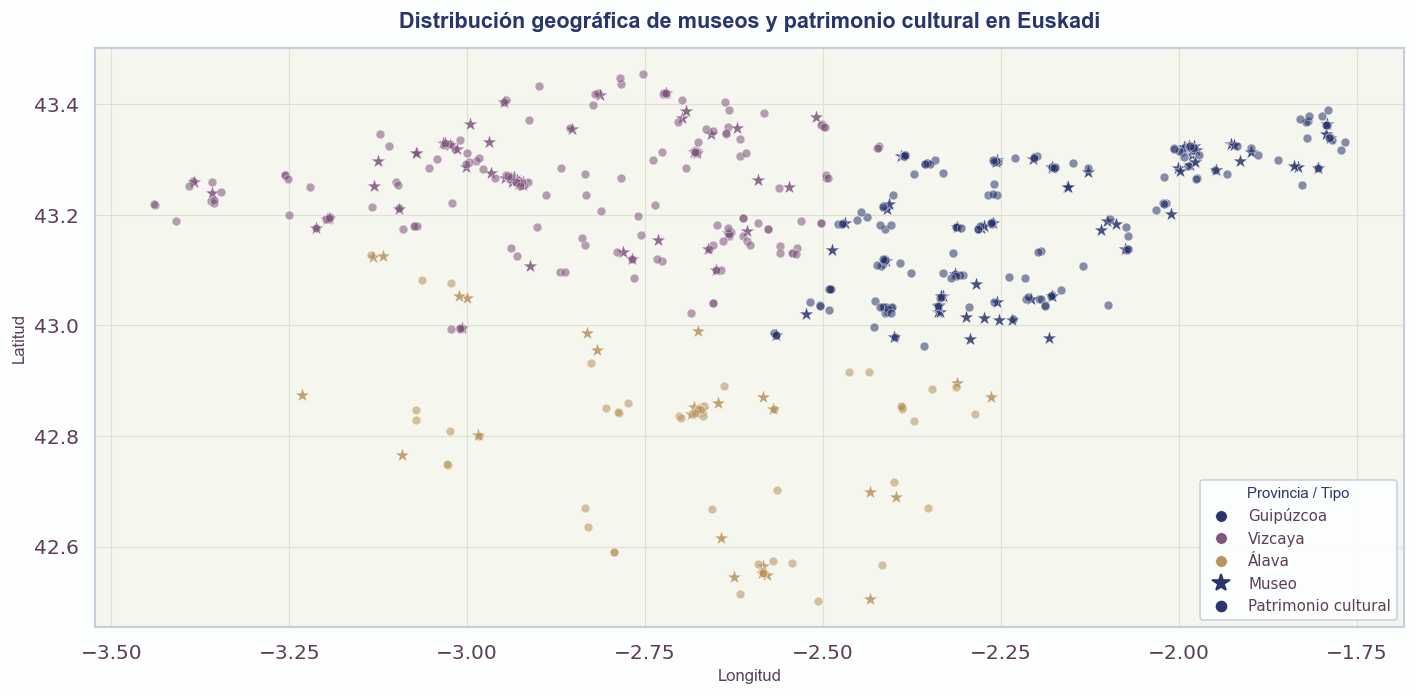 Distribución geográfica de museos y patrimonio cultural en Euskadi
Latitud
43.4
43.2
43.0
42.8
42.6
−3.50 −3.25 −3.00 −2.75 −2.50 −2.25 −2.00 −1.75
Longitud
Provincia / Tipo
Guipúzcoa
Vizcaya
Álava
Museo
Patrimonio cultural